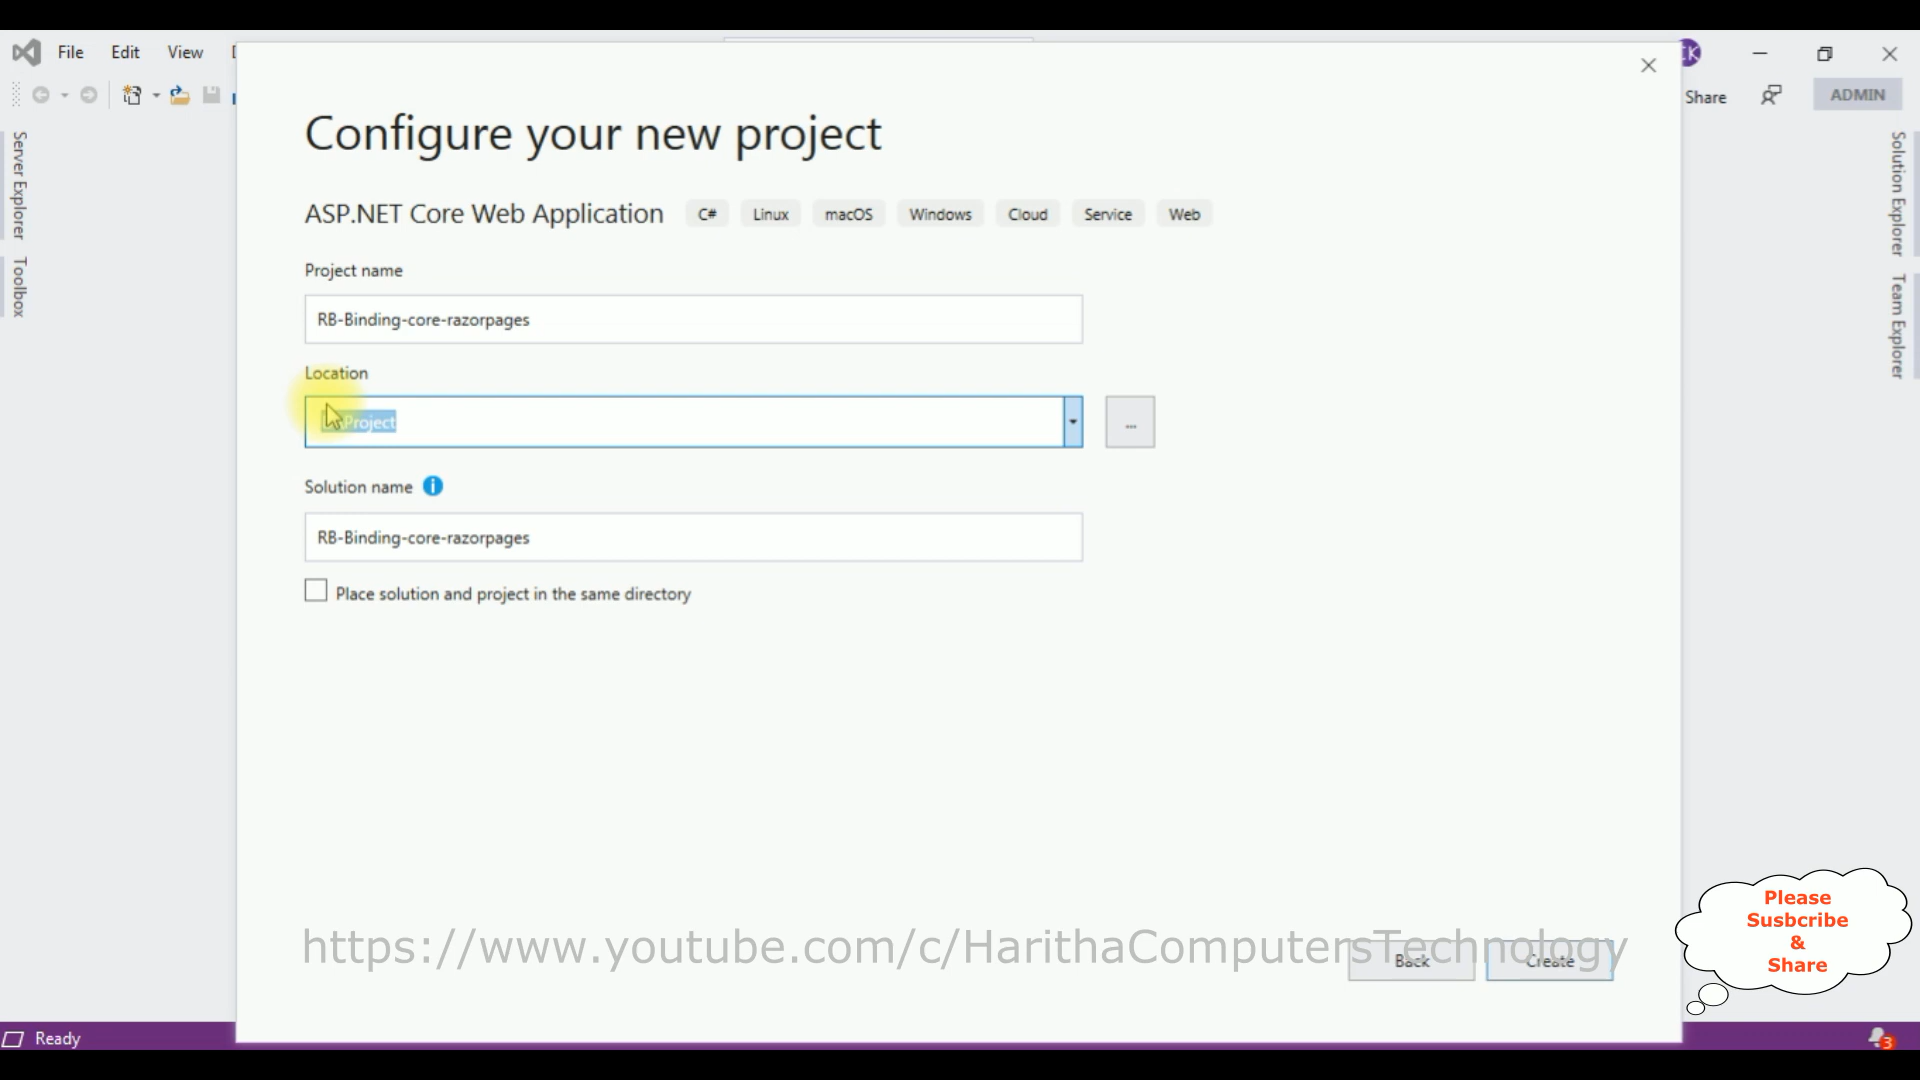 File Edit View
Share
ADMIN
Server Explorer
Toolbox
Solution Explorer
Team Explorer
Configure your new project
ASP.NET Core Web Application C# Linux macOS Windows Cloud Service Web
Project name
RB-Binding-core-razorpages
Location
Project
...
Solution name
RB-Binding-core-razorpages
Place solution and project in the same directory
https://www.youtube.com/c/HarithaComputersTechnology
Back Create
Please
Susbcribe
&
Share
Ready
3